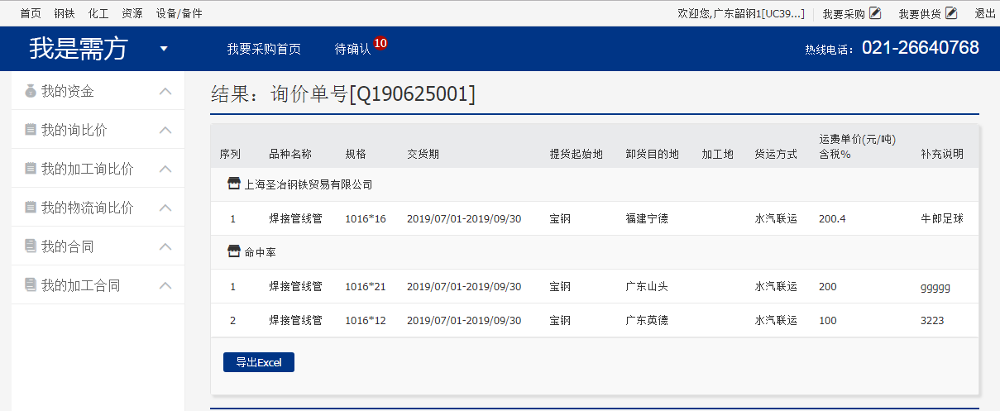 首页 钢铁 化工 资源 设备/备件 欢迎您,广东韶钢1[UC39...] 我要采购 我要供货 退出
我是需方 我要采购首页 待确认 10 热线电话： 021-26640768
我的资金
我的询比价
我的加工询比价
我的物流询比价
我的合同
我的加工合同
结果：询价单号[Q190625001]
序列 品种名称 规格 交货期 提货起始地 卸货目的地 加工地 货运方式 运费单价(元/吨) 含税% 补充说明
上海圣冶钢铁贸易有限公司
1 焊接管线管 1016*16 2019/07/01-2019/09/30 宝钢 福建宁德 水汽联运 200.4 牛郎足球
命中率
1 焊接管线管 1016*21 2019/07/01-2019/09/30 宝钢 广东山头 水汽联运 200 ggggg
2 焊接管线管 1016*12 2019/07/01-2019/09/30 宝钢 广东英德 水汽联运 100 3223
导出Excel